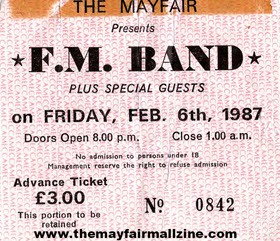 THE MAYFAIR
Presents
★ F.M. BAND ★
PLUS SPECIAL GUESTS
on FRIDAY, FEB. 6th, 1987
Doors Open 8.00 p.m. Close 1.00 a.m.
No admission to persons under 18
Management reserve the right to refuse admission
Advance Ticket
£3.00
This portion to be
retained
№ 0842
www.themayfairmallzine.com